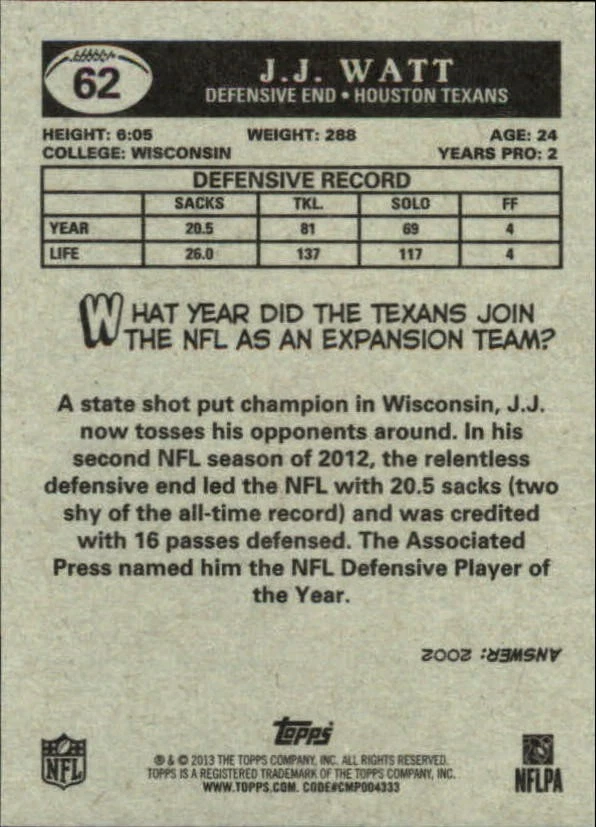 62
J.J. WATT
DEFENSIVE END • HOUSTON TEXANS
HEIGHT: 6:05 WEIGHT: 288 AGE: 24
COLLEGE: WISCONSIN YEARS PRO: 2
DEFENSIVE RECORD
SACKS TKL. SOLO FF
YEAR 20.5 81 69 4
LIFE 26.0 137 117 4
WHAT YEAR DID THE TEXANS JOIN
THE NFL AS AN EXPANSION TEAM?
A state shot put champion in Wisconsin, J.J.
now tosses his opponents around. In his
second NFL season of 2012, the relentless
defensive end led the NFL with 20.5 sacks (two
shy of the all-time record) and was credited
with 16 passes defensed. The Associated
Press named him the NFL Defensive Player of
the Year.
ANSWER: 2002
Topps
® & © 2013 THE TOPPS COMPANY, INC. ALL RIGHTS RESERVED.
TOPPS IS A REGISTERED TRADEMARK OF THE TOPPS COMPANY, INC.
WWW.TOPPS.COM. CODE#CMP004333
NFL
NFLPA